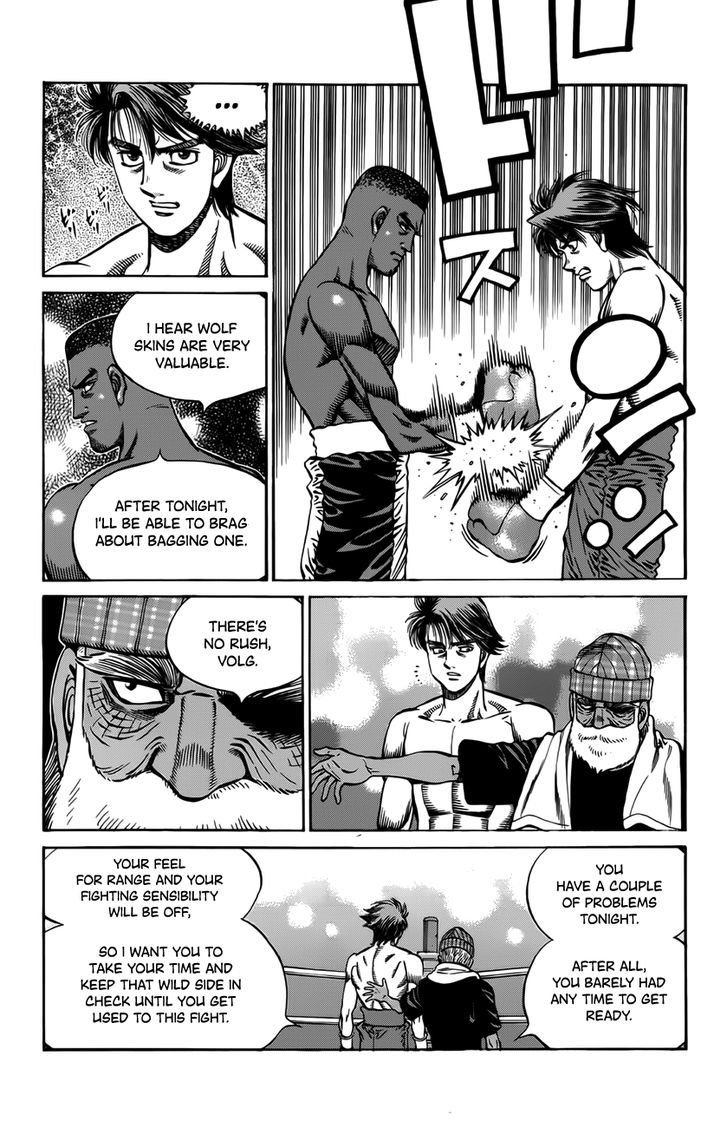 ドスッ
ドドド
...
I HEAR WOLF
SKINS ARE VERY
VALUABLE.
AFTER TONIGHT,
I'LL BE ABLE TO BRAG
ABOUT BAGGING ONE.
THERE'S
NO RUSH,
VOLG.
YOU
HAVE A COUPLE
OF PROBLEMS
TONIGHT.
AFTER ALL,
YOU BARELY HAD
ANY TIME TO GET
READY.
YOUR FEEL
FOR RANGE AND YOUR
FIGHTING SENSIBILITY
WILL BE OFF,
SO I WANT YOU TO
TAKE YOUR TIME AND
KEEP THAT WILD SIDE IN
CHECK UNTIL YOU GET
USED TO THIS FIGHT.